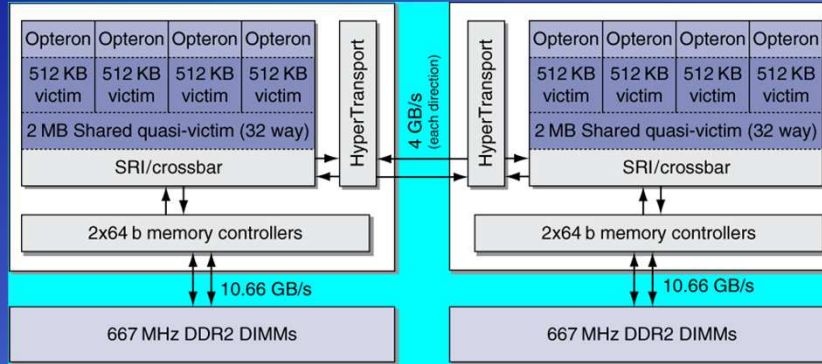 Opteron Opteron Opteron Opteron
512 KB 512 KB 512 KB 512 KB
victim victim victim victim
2 MB Shared quasi-victim (32 way)
SRI/crossbar
HyperTransport
2x64 b memory controllers
10.66 GB/s
667 MHz DDR2 DIMMs
4 GB/s
(each direction)
HyperTransport
Opteron Opteron Opteron Opteron
512 KB 512 KB 512 KB 512 KB
victim victim victim victim
2 MB Shared quasi-victim (32 way)
SRI/crossbar
2x64 b memory controllers
10.66 GB/s
667 MHz DDR2 DIMMs